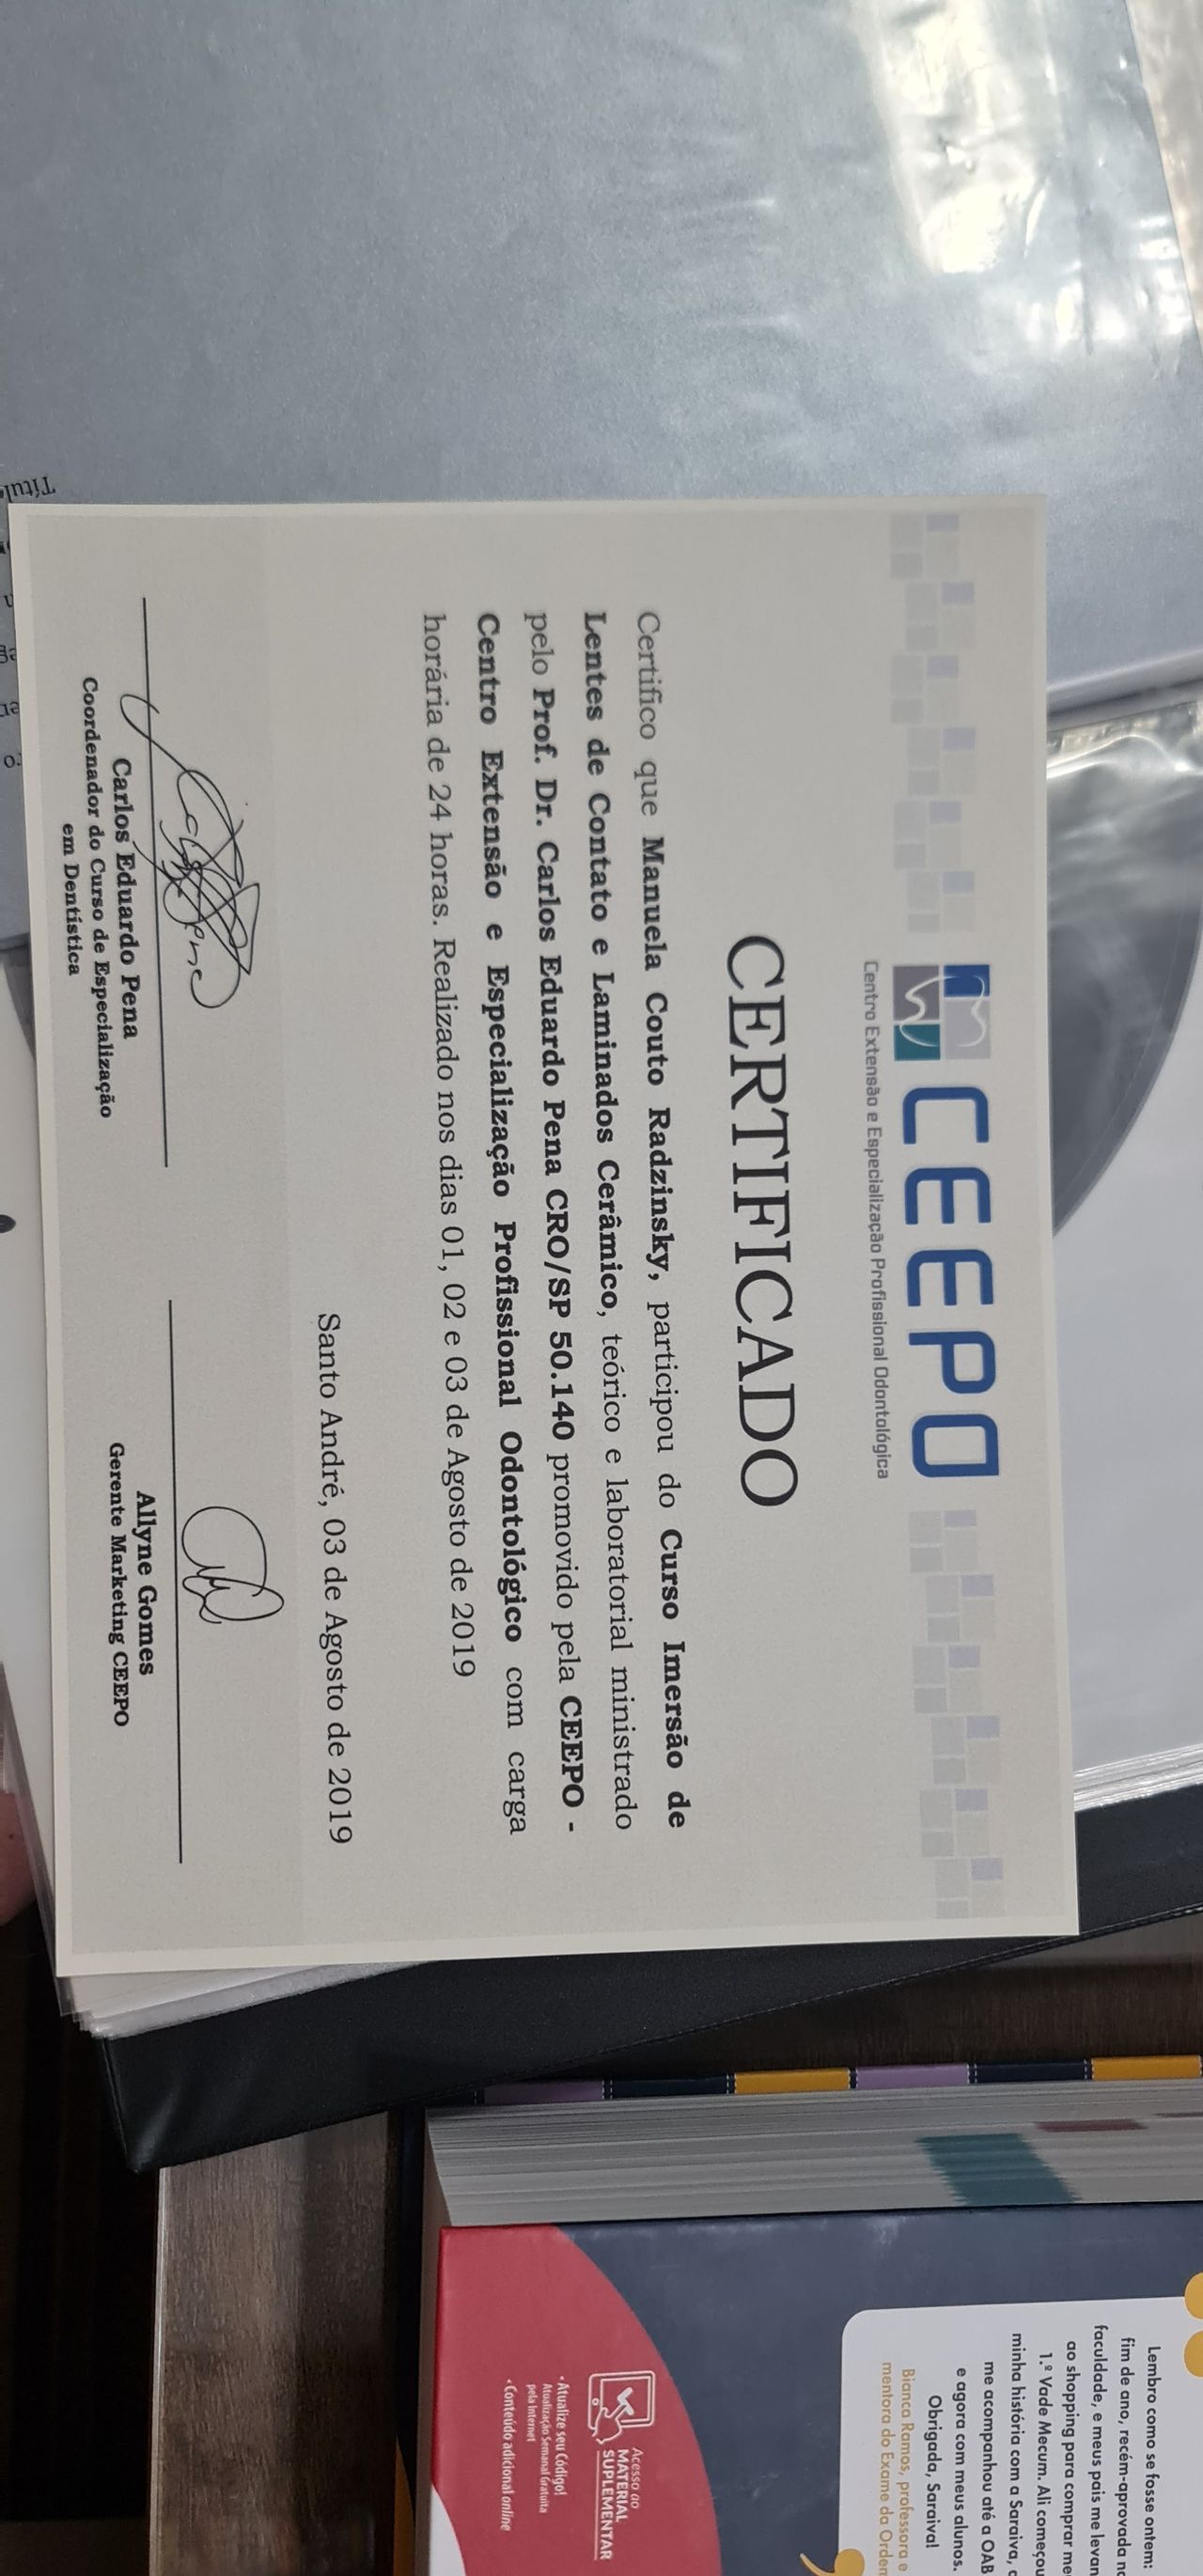 CEEPO
Centro Extensão e Especialização Profissional Odontológica
CERTIFICADO
Certifico que Manuela Couto Radzinsky, participou do Curso Imersão de
Lentes de Contato e Laminados Cerâmico, teórico e laboratorial ministrado
pelo Prof. Dr. Carlos Eduardo Pena CRO/SP 50.140 promovido pela CEEPO -
Centro Extensão e Especialização Profissional Odontológico com carga
horária de 24 horas. Realizado nos dias 01, 02 e 03 de Agosto de 2019
Santo André, 03 de Agosto de 2019
Carlos Eduardo Pena
Coordenador do Curso de Especialização
em Dentística
Allyne Gomes
Gerente Marketing CEEPO
Lembro como se fosse ontem:
fim de ano, recém-aprovada na
faculdade, e meus pais me levan
ao shopping para comprar me
1.º Vade Mecum. Ali começou
minha história com a Saraiva,
me acompanhou até a OAB
e agora com meus alunos.
Obrigada, Saraiva!
Bianca Ramos, professora e
mentora do Exame da Ordem
Acesso ao
MATERIAL
SUPLEMENTAR
• Atualize seu Código!
Atualização Semanal Gratuita
pela Internet
• Conteúdo adicional online
Títul